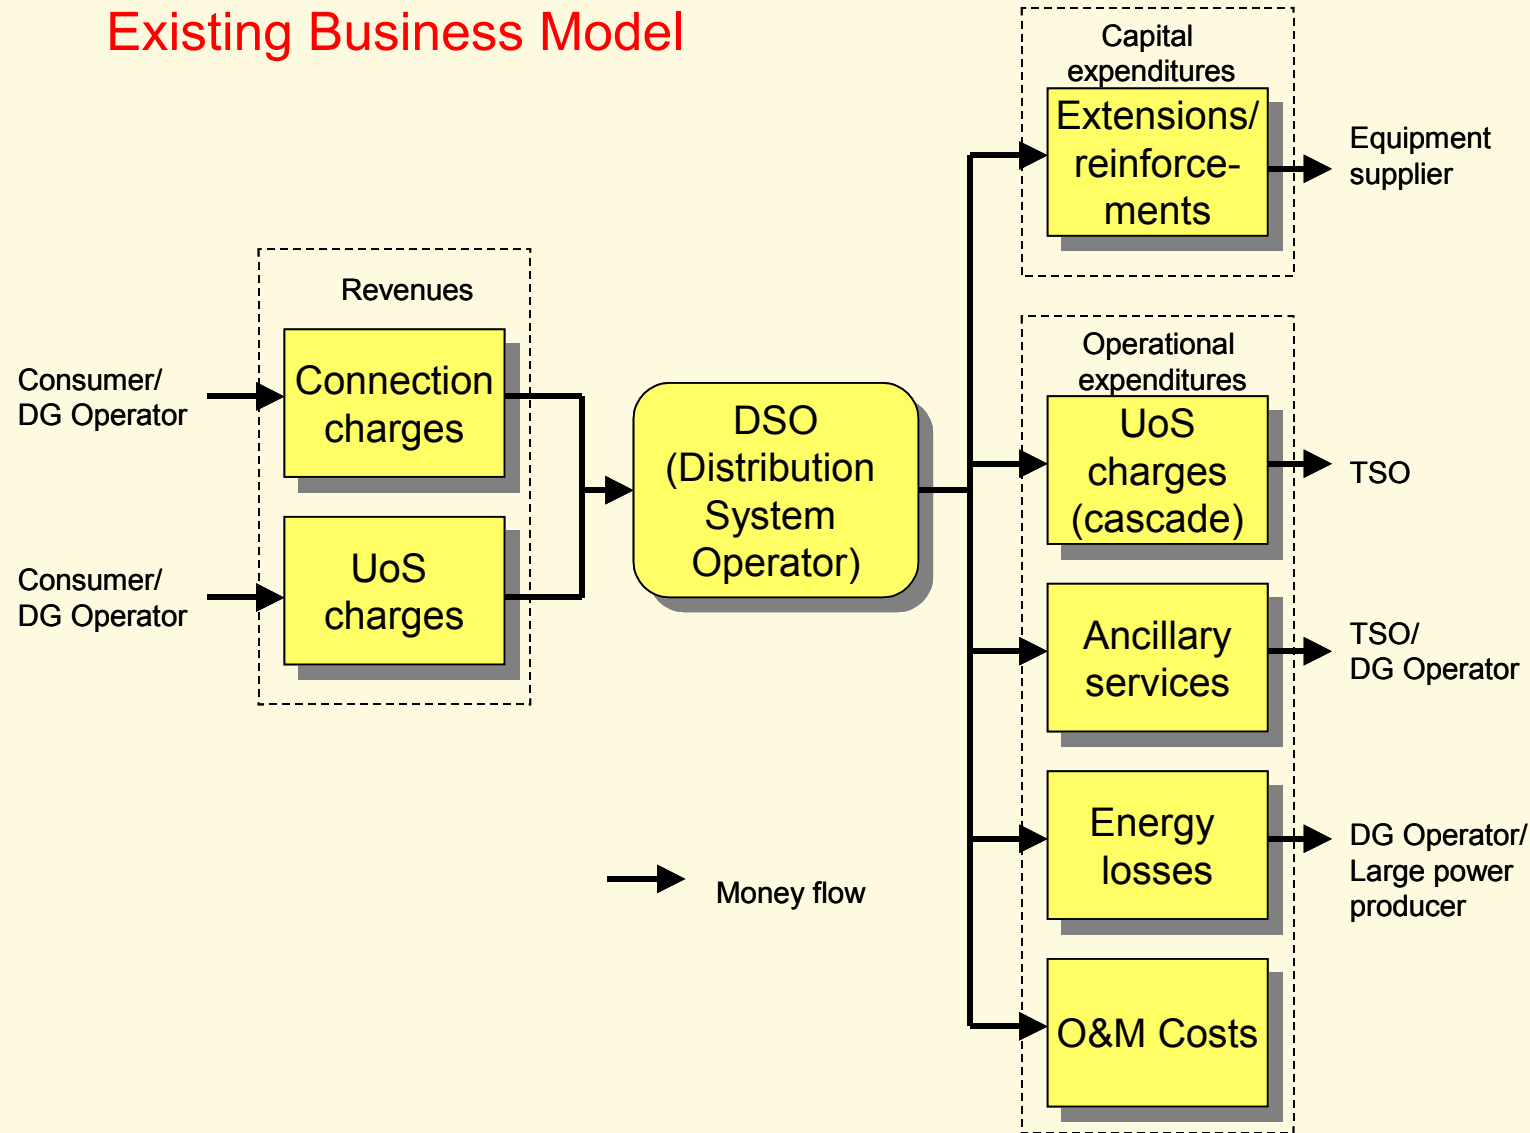 Existing Business Model
Capital
expenditures
Extensions/
reinforce-
ments
Equipment
supplier
Revenues
Consumer/
DG Operator
Connection
charges
Consumer/
DG Operator
UoS
charges
DSO
(Distribution
System
Operator)
Operational
expenditures
UoS
charges
(cascade)
TSO
Ancillary
services
TSO/
DG Operator
Energy
losses
DG Operator/
Large power
producer
O&M Costs
Money flow